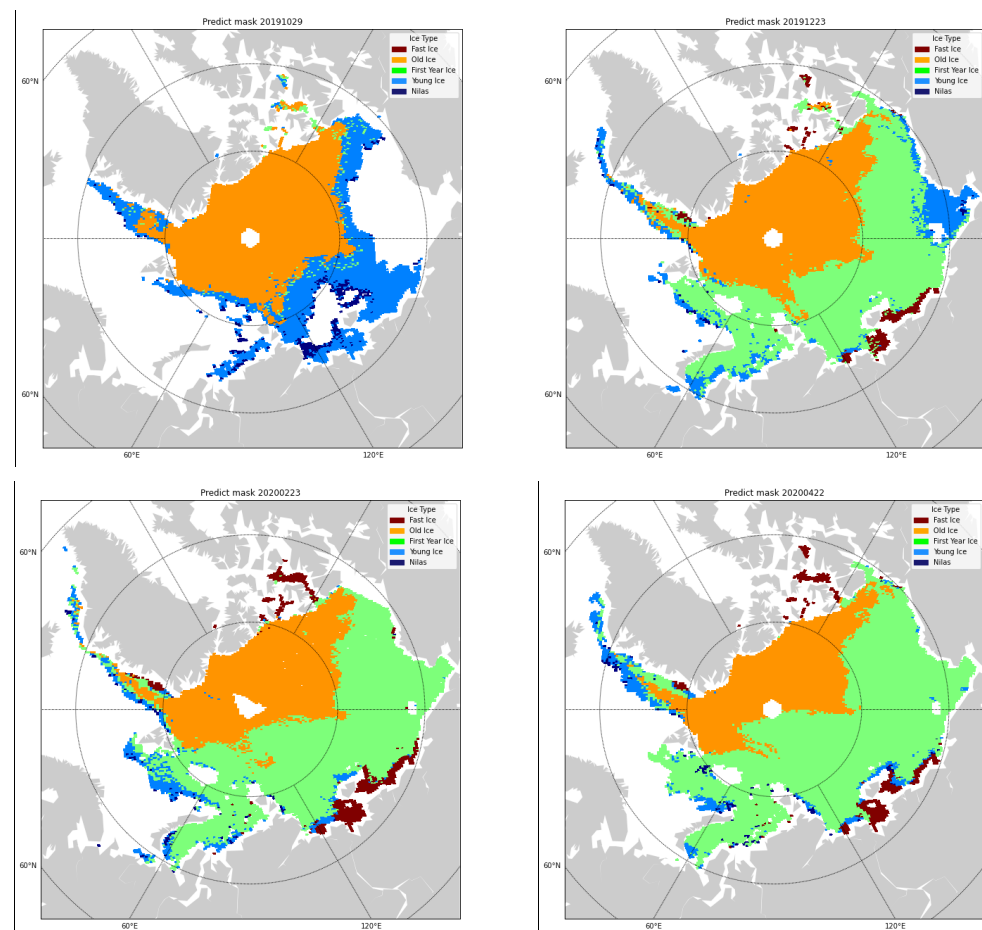 Predict mask 20191029
Ice Type
Fast Ice
Old Ice
First Year Ice
Young Ice
Nilas
60°N
60°N
60°E
120°E
Predict mask 20191223
Ice Type
Fast Ice
Old Ice
First Year Ice
Young Ice
Nilas
60°N
60°N
60°E
120°E
Predict mask 20200223
Ice Type
Fast Ice
Old Ice
First Year Ice
Young Ice
Nilas
60°N
60°N
60°E
120°E
Predict mask 20200422
Ice Type
Fast Ice
Old Ice
First Year Ice
Young Ice
Nilas
60°N
60°N
60°E
120°E